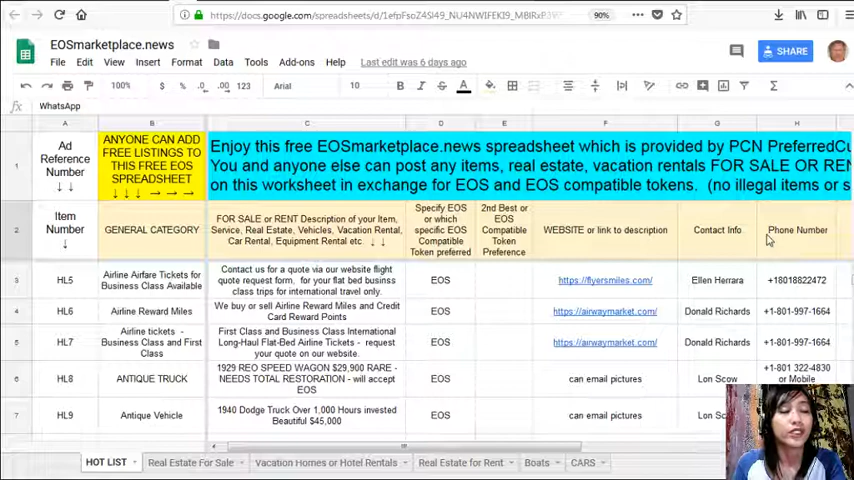 https://docs.google.com/spreadsheets/d/1efpFsoZ4Sl49_NU4NWIFEKI9_MBIRxP3W
90%
EOSmarketplace.news
File Edit View Insert Format Data Tools Add-ons Help Last edit was 6 days ago
SHARE
100% $ % .0 .00 123 Arial 10 B I S A
fx WhatsApp
A B C D E F G H
1 Ad Reference Number ↓ ↓
ANYONE CAN ADD FREE LISTINGS TO THIS FREE EOS SPREADSHEET ↓ ↓ ↓ → → →
Enjoy this free EOSmarketplace.news spreadsheet which is provided by PCN PreferredCu
You and anyone else can post any items, real estate, vacation rentals FOR SALE OR REN
on this worksheet in exchange for EOS and EOS compatible tokens. (no illegal items or s
2 Item Number ↓
GENERAL CATEGORY
FOR SALE or RENT Description of your Item, Service, Real Estate, Vehicles, Vacation Rental, Car Rental, Equipment Rental etc ↓ ↓
Specify EOS or which specific EOS Compatible Token preferred
2nd Best or EOS Compatible Token Preference
WEBSITE or link to description
Contact Info
Phone Number
3 HL5 Airline Airfare Tickets for Business Class Available
Contact us for a quote via our website flight quote request form, for your flat bed businss class trips for international travel only.
EOS https://flyersmiles.com/ Ellen Herrara +18018822472
4 HL6 Airline Reward Miles
We buy or sell Airline Reward Miles and Credit Card Reward Points
EOS https://airwaymarket.com/ Donald Richards +1-801-997-1664
5 HL7 Airline tickets - Business Class and First Class
First Class and Business Class International Long-Haul Flat-Bed Airline Tickets - request your quote on our website.
EOS https://airwaymarket.com/ Donald Richards +1-801-997-1664
6 HL8 ANTIQUE TRUCK
1929 REO SPEED WAGON $29,900 RARE - NEEDS TOTAL RESTORATION - will accept EOS
EOS can email pictures Lon Scow +1-801 322-4830 or Mobile
7 HL9 Antique Vehicle
1940 Dodge Truck Over 1,000 Hours invested Beautiful $45,000
EOS can email pictures Lon
HOT LIST Real Estate For Sale Vacation Homes or Hotel Rentals Real Estate for Rent Boats CARS